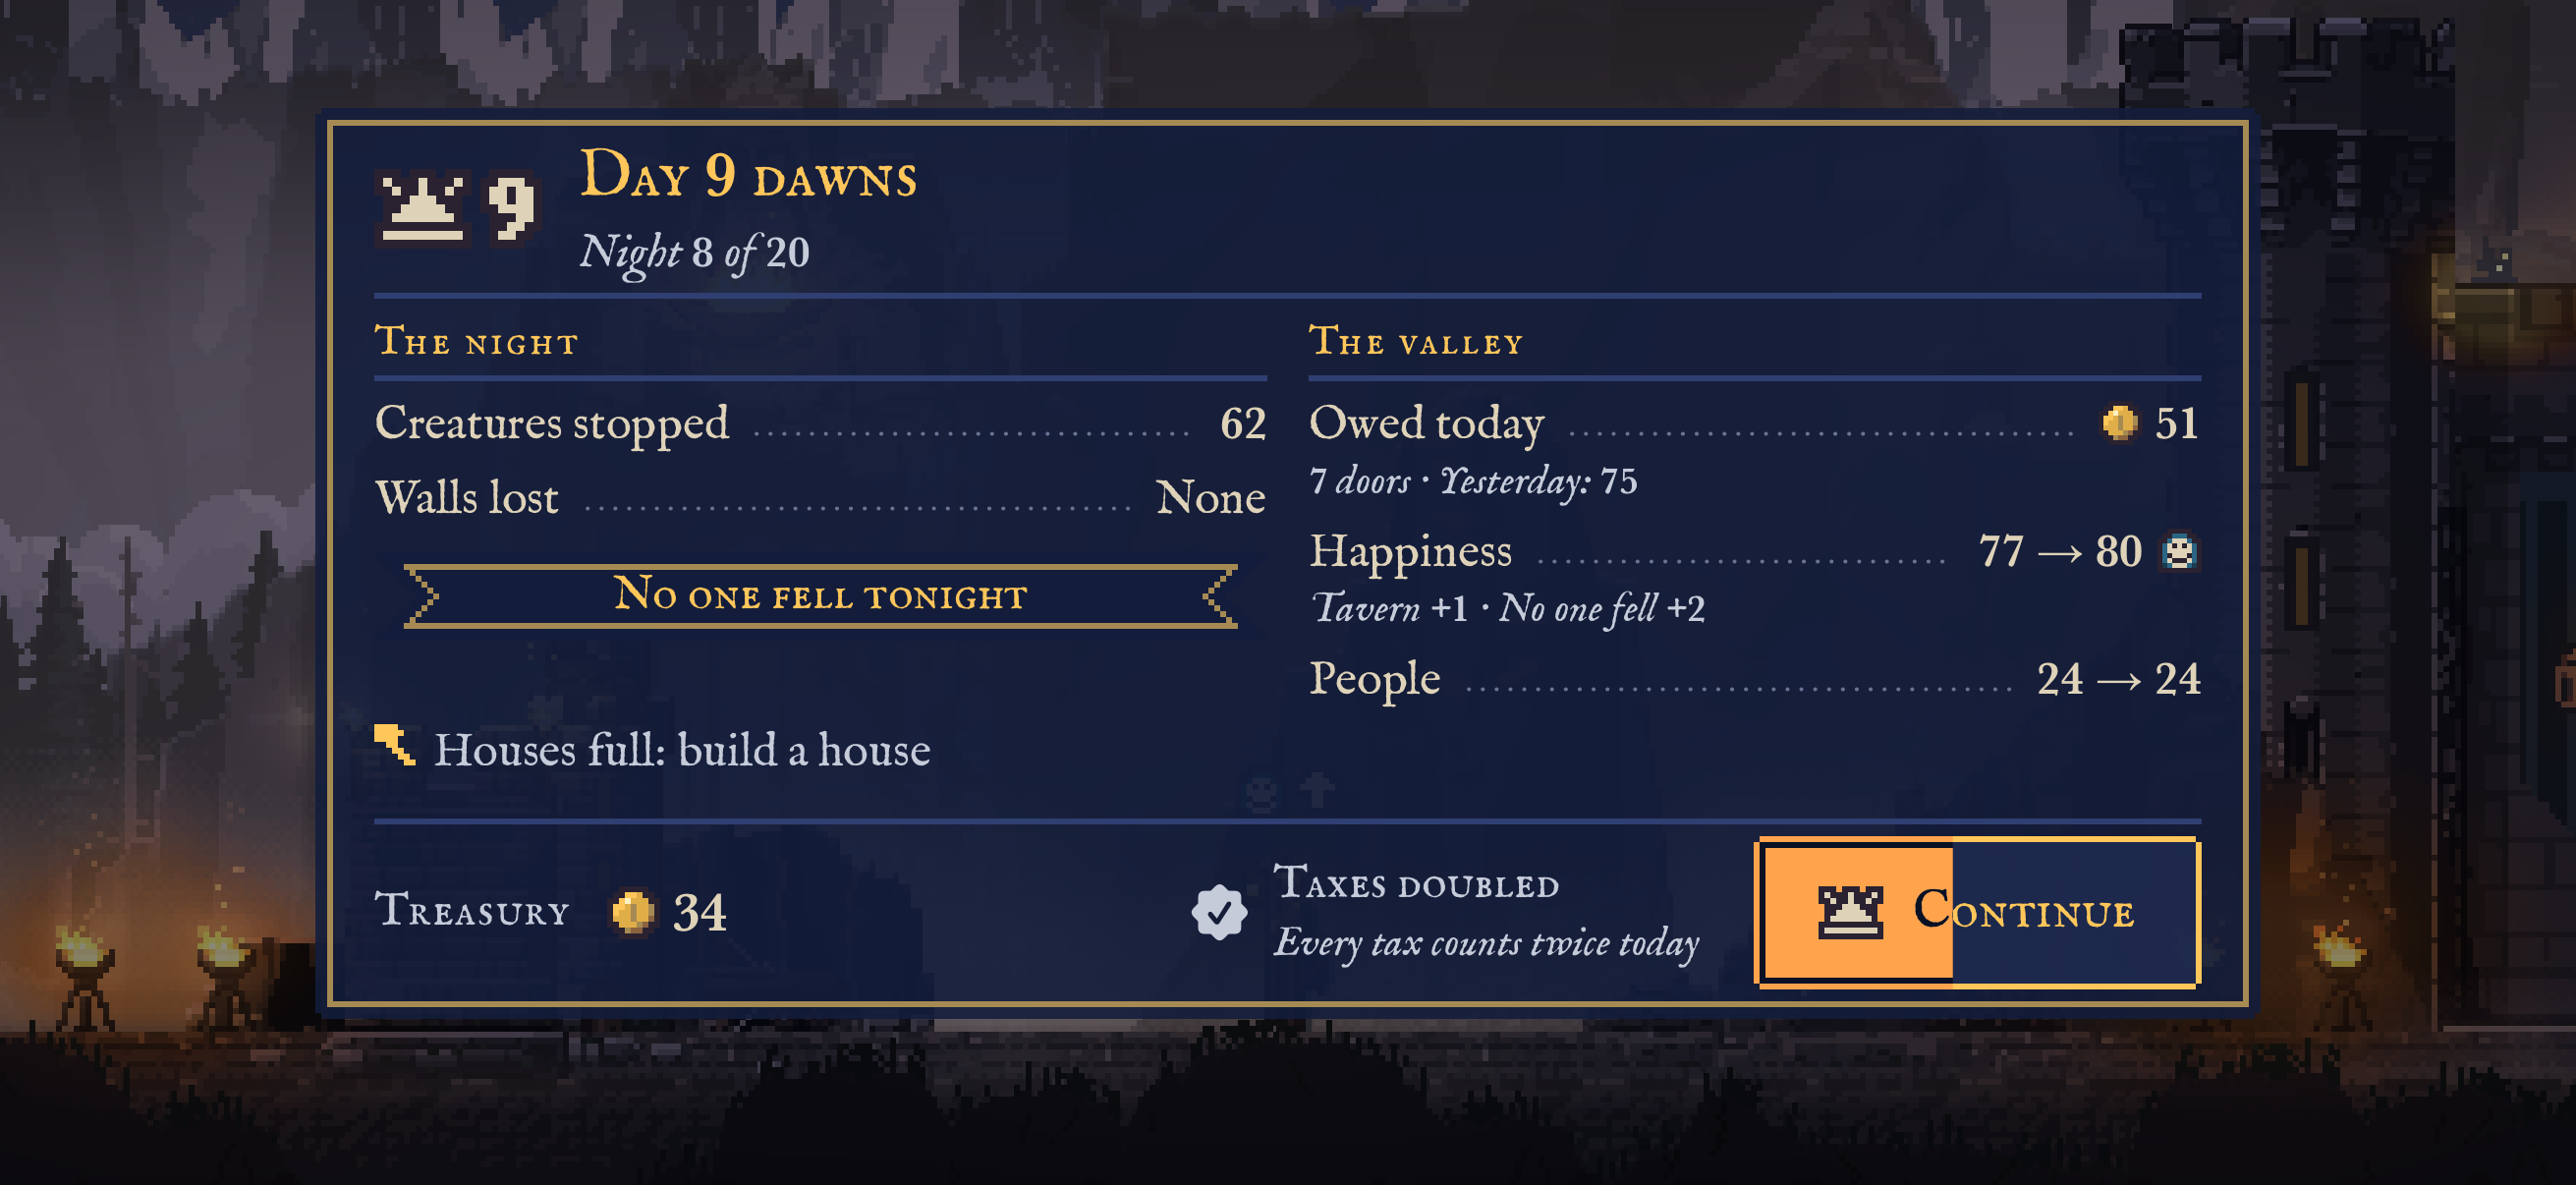 9
Day 9 dawns
Night 8 of 20
The night
Creatures stopped 62
Walls lost None
No one fell tonight
Houses full: build a house
The valley
Owed today 51
7 doors · Yesterday: 75
Happiness 77 → 80
Tavern +1 · No one fell +2
People 24 → 24
Treasury 34
Taxes doubled
Every tax counts twice today
Continue